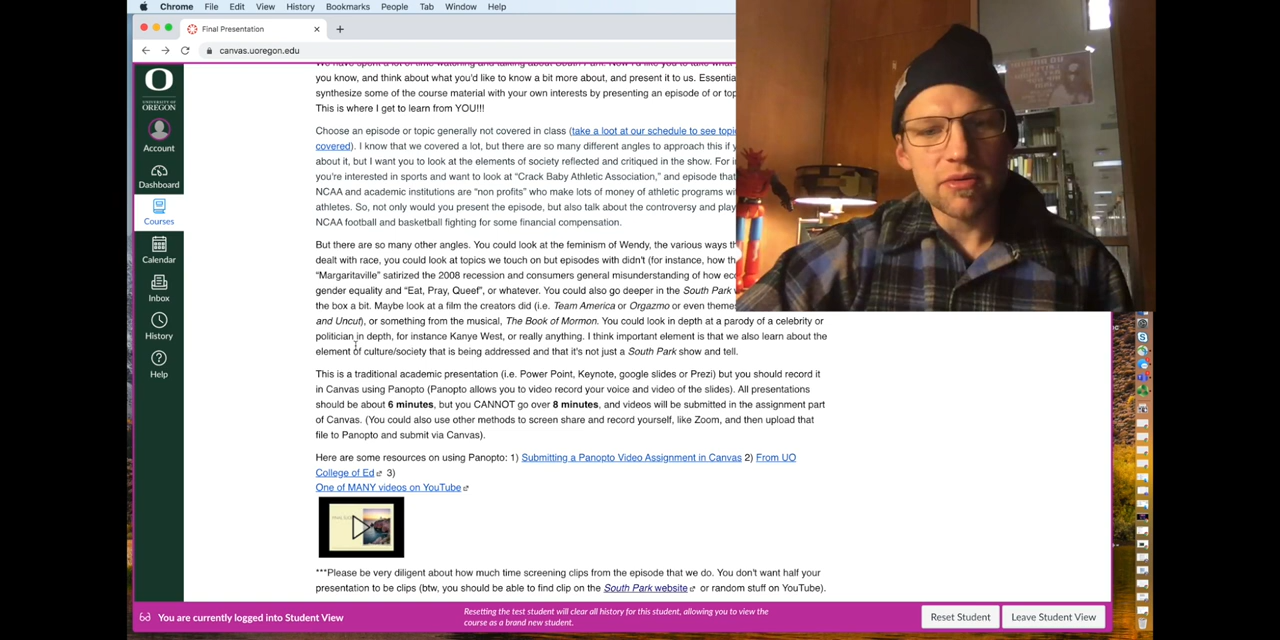 Chrome File Edit View History Bookmarks People Tab Window Help
Final Presentation
canvas.uoregon.edu
UNIVERSITY OF
OREGON
Account
Dashboard
Courses
Calendar
Inbox
History
Help
you know, and think about what you'd like to know a bit more about, and present it to us. Essentia
synthesize some of the course material with your own interests by presenting an episode of or top
This is where I get to learn from YOU!!!
Choose an episode or topic generally not covered in class (take a loot at our schedule to see topi
covered). I know that we covered a lot, but there are so many different angles to approach this if y
about it, but I want you to look at the elements of society reflected and critiqued in the show. For in
you're interested in sports and want to look at “Crack Baby Athletic Association,” and episode that
NCAA and academic institutions are “non profits” who make lots of money of athletic programs wi
athletes. So, not only would you present the episode, but also talk about the controversy and play
NCAA football and basketball fighting for some financial compensation.
But there are so many other angles. You could look at the feminism of Wendy, the various ways th
dealt with race, you could look at topics we touch on but episodes with didn't (for instance, how th
“Margaritaville” satirized the 2008 recession and consumers general misunderstanding of how ec
gender equality and “Eat, Pray, Queef”, or whatever. You could also go deeper in the South Park
the box a bit. Maybe look at a film the creators did (i.e. Team America or Orgazmo or even theme
and Uncut), or something from the musical, The Book of Mormon. You could look in depth at a parody of a celebrity or
politician in depth, for instance Kanye West, or really anything. I think important element is that we also learn about the
element of culture/society that is being addressed and that it's not just a South Park show and tell.
This is a traditional academic presentation (i.e. Power Point, Keynote, google slides or Prezi) but you should record it
in Canvas using Panopto (Panopto allows you to video record your voice and video of the slides). All presentations
should be about 6 minutes, but you CANNOT go over 8 minutes, and videos will be submitted in the assignment part
of Canvas. (You could also use other methods to screen share and record yourself, like Zoom, and then upload that
file to Panopto and submit via Canvas).
Here are some resources on using Panopto: 1) Submitting a Panopto Video Assignment in Canvas 2) From UO
College of Ed 3)
One of MANY videos on YouTube
***Please be very diligent about how much time screening clips from the episode that we do. You don't want half your
presentation to be clips (btw, you should be able to find clip on the South Park website or random stuff on YouTube).
You are currently logged into Student View
Resetting the test student will clear all history for this student, allowing you to view the
course as a brand new student.
Reset Student
Leave Student View